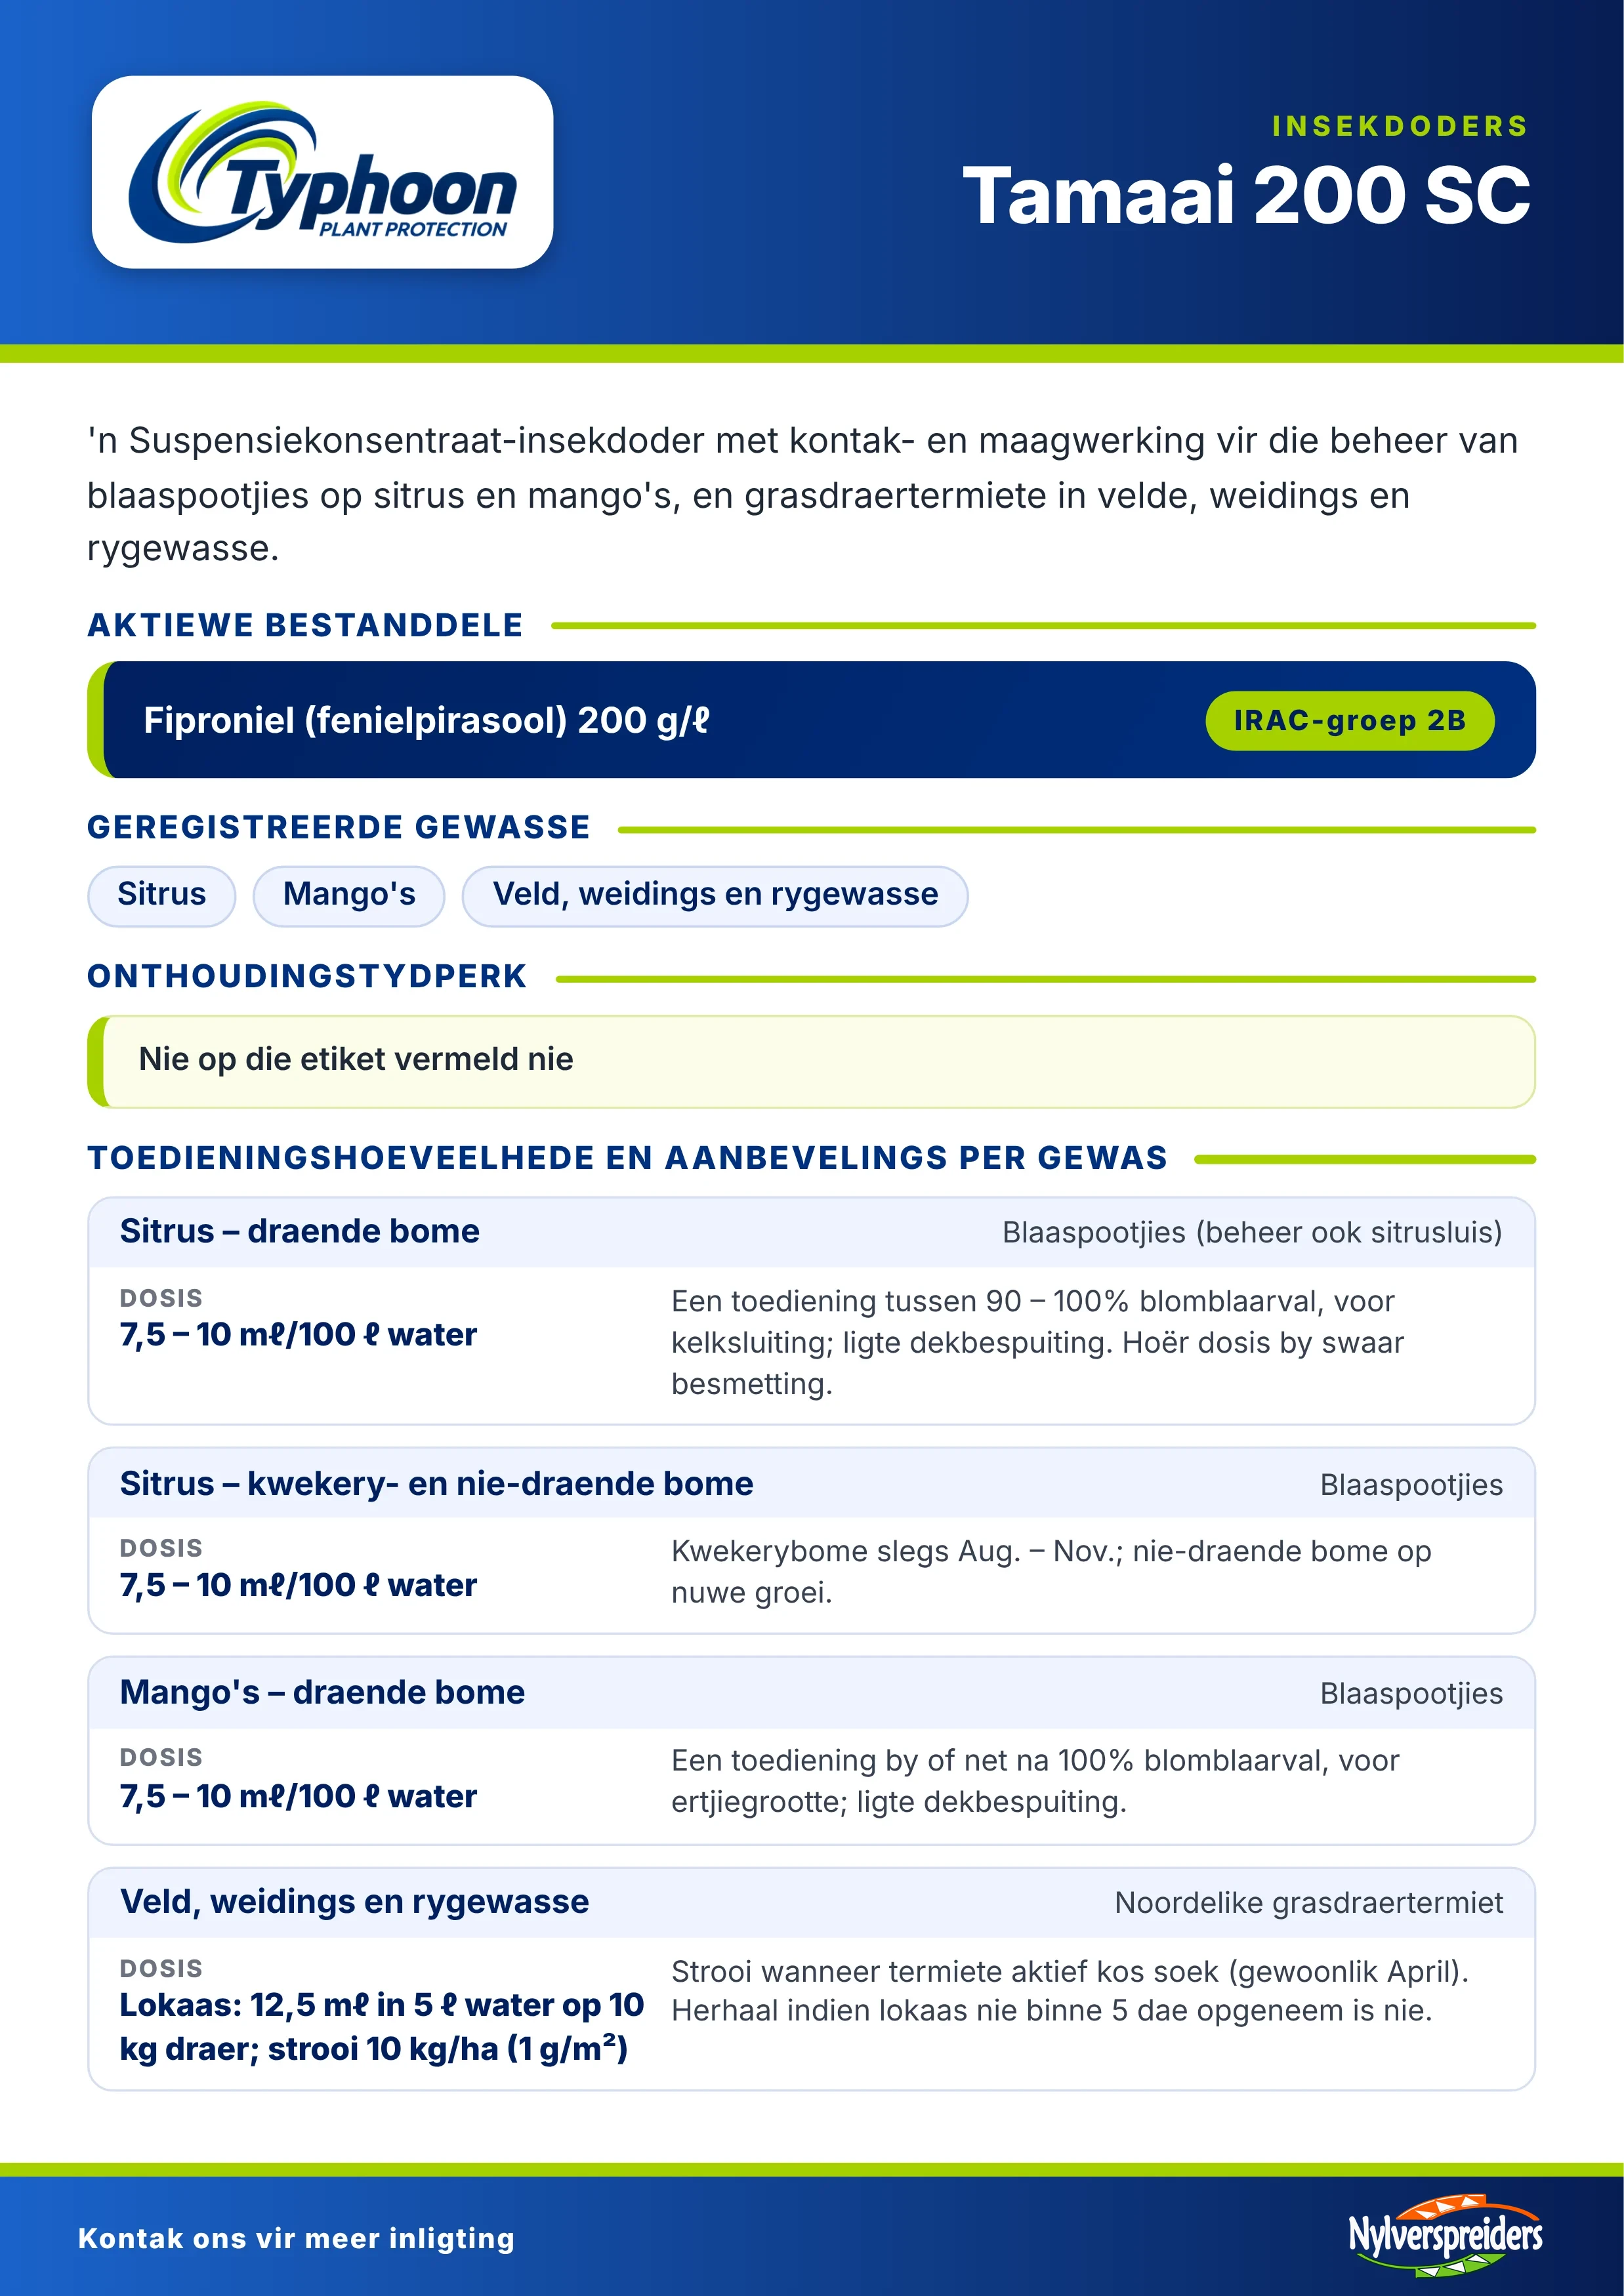 Typhoon
PLANT PROTECTION
INSEKDODERS
Tamaai 200 SC
'n Suspensiekonsentraat-insekdoder met kontak- en maagwerking vir die beheer van
blaaspootjies op sitrus en mango's, en grasdraertermiete in velde, weidings en
rygewasse.
AKTIEWE BESTANDDELE
Fiproniel (fenielpirasool) 200 g/ℓ
IRAC-groep 2B
GEREGISTREERDE GEWASSE
Sitrus
Mango's
Veld, weidings en rygewasse
ONTHOUDINGSTYDPERK
Nie op die etiket vermeld nie
TOEDIENINGSHOEVEELHEDE EN AANBEVELINGS PER GEWAS
Sitrus – draende bome
Blaaspootjies (beheer ook sitrusluis)
DOSIS
7,5 – 10 mℓ/100 ℓ water
Een toediening tussen 90 – 100% blomblaarval, voor
kelksluiting; ligte dekbespuiting. Hoër dosis by swaar
besmetting.
Sitrus – kwekery- en nie-draende bome
Blaaspootjies
DOSIS
7,5 – 10 mℓ/100 ℓ water
Kwekerybome slegs Aug. – Nov.; nie-draende bome op
nuwe groei.
Mango's – draende bome
Blaaspootjies
DOSIS
7,5 – 10 mℓ/100 ℓ water
Een toediening by of net na 100% blomblaarval, voor
ertjiegrootte; ligte dekbespuiting.
Veld, weidings en rygewasse
Noordelike grasdraertermiet
DOSIS
Lokaas: 12,5 mℓ in 5 ℓ water op 10
kg draer; strooi 10 kg/ha (1 g/m²)
Strooi wanneer termiete aktief kos soek (gewoonlik April).
Herhaal indien lokaas nie binne 5 dae opgeneem is nie.
Kontak ons vir meer inligting
Nylverspreiders